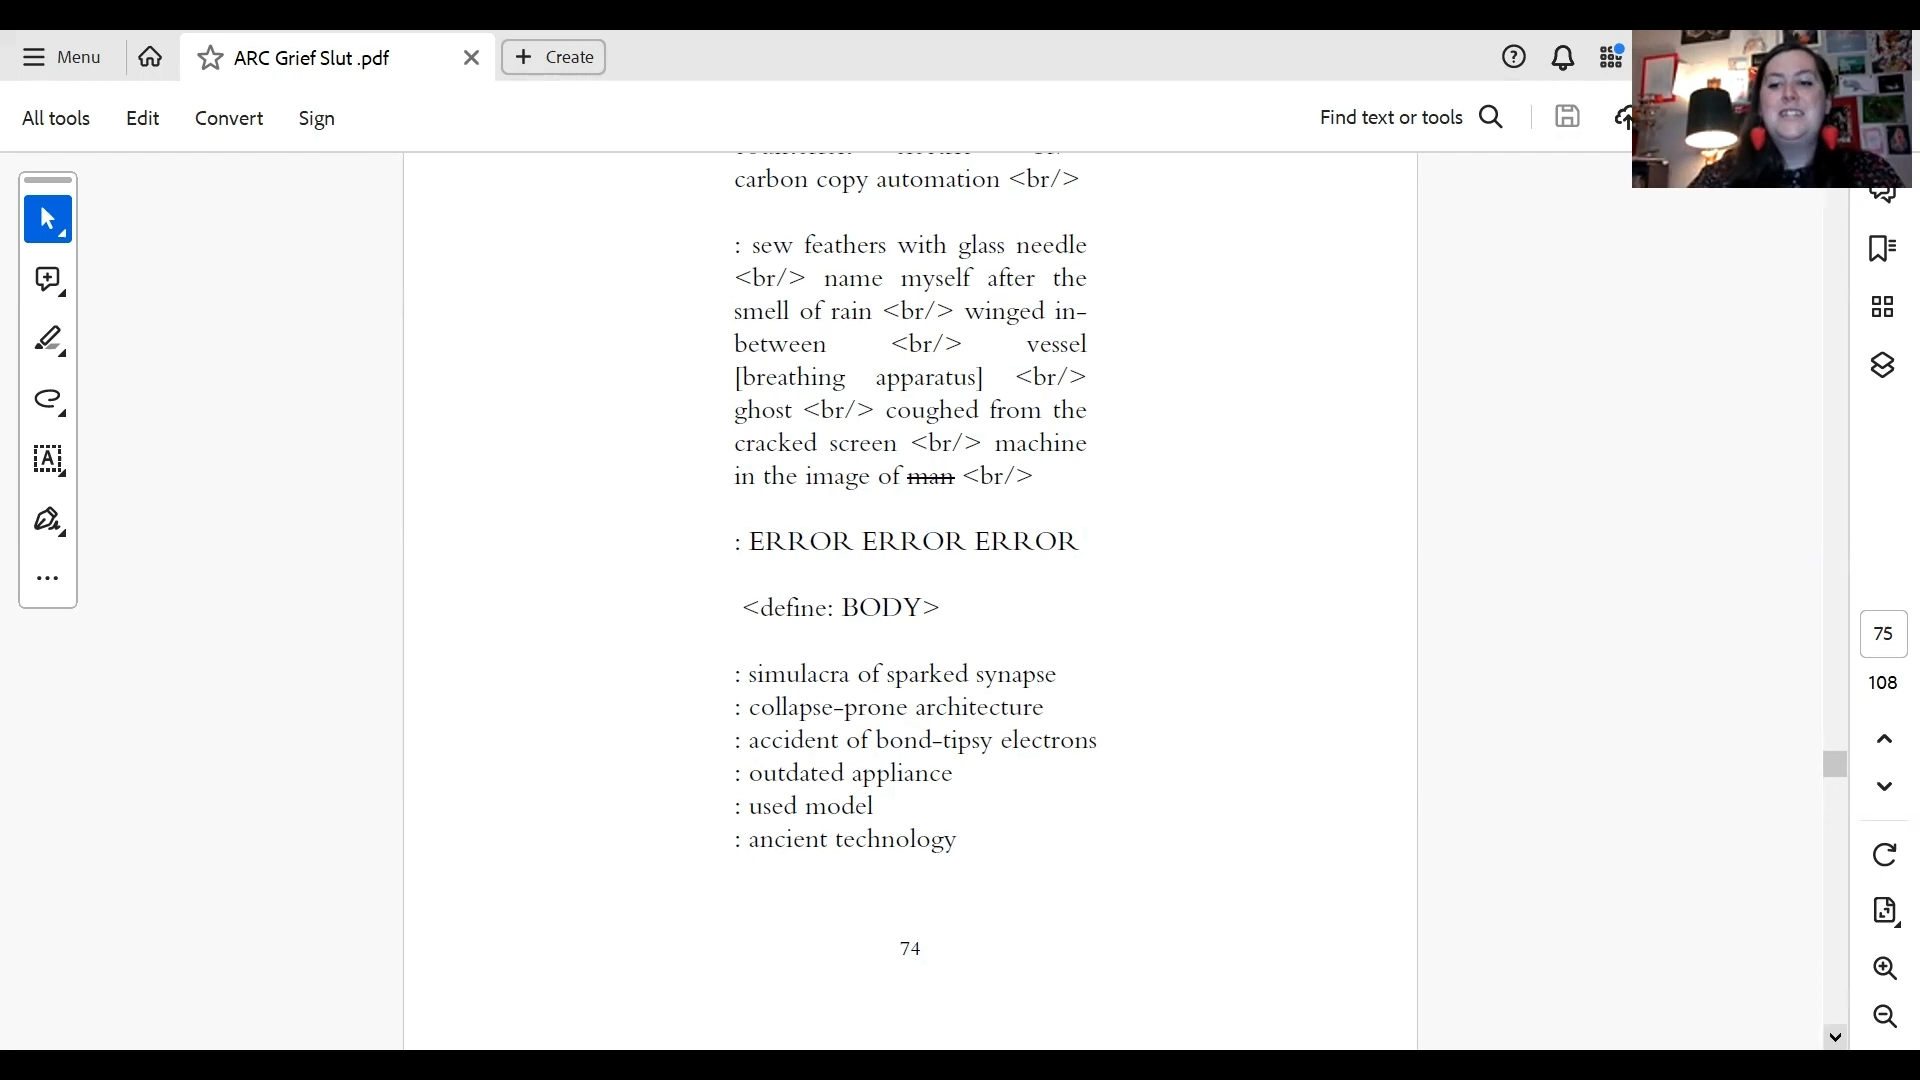 Menu
ARC Grief Slut .pdf
Create
All tools
Edit
Convert
Sign
Find text or tools
carbon copy automation <br/>
: sew feathers with glass needle
<br/> name myself after the
smell of rain <br/> winged in-
between <br/> vessel
[breathing apparatus] <br/>
ghost <br/> coughed from the
cracked screen <br/> machine
in the image of man <br/>
: ERROR ERROR ERROR
<define: BODY>
: simulacra of sparked synapse
: collapse-prone architecture
: accident of bond-tipsy electrons
: outdated appliance
: used model
: ancient technology
74
75
108